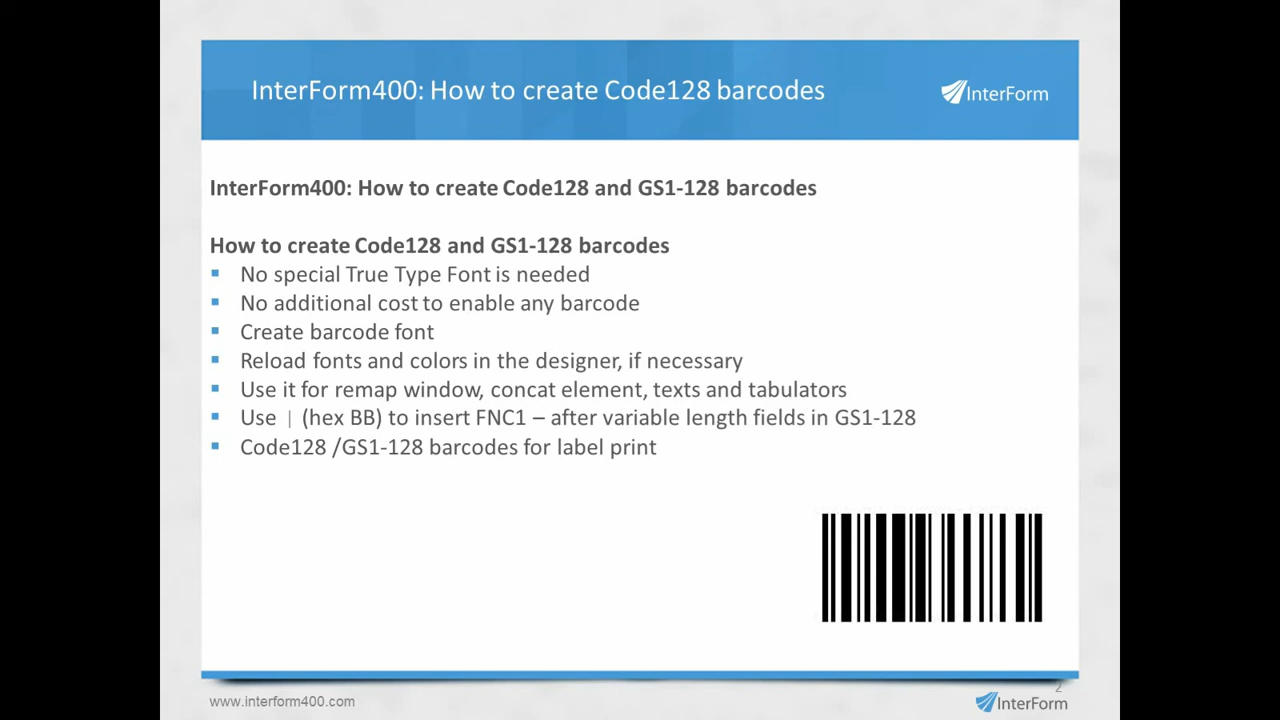 InterForm400: How to create Code128 barcodes
InterForm
InterForm400: How to create Code128 and GS1-128 barcodes
How to create Code128 and GS1-128 barcodes
▪ No special True Type Font is needed
▪ No additional cost to enable any barcode
▪ Create barcode font
▪ Reload fonts and colors in the designer, if necessary
▪ Use it for remap window, concat element, texts and tabulators
▪ Use | (hex BB) to insert FNC1 – after variable length fields in GS1-128
▪ Code128 /GS1-128 barcodes for label print
2
www.interform400.com
InterForm